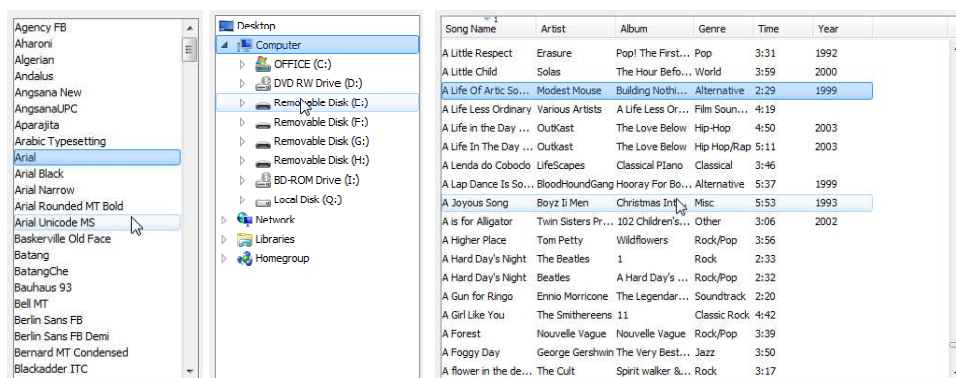 Agency FB
Aharoni
Algerian
Andalus
Angsana New
AngsanaUPC
Aparajita
Arabic Typesetting
Arial
Arial Black
Arial Narrow
Arial Rounded MT Bold
Arial Unicode MS
Baskerville Old Face
Batang
BatangChe
Bauhaus 93
Bell MT
Berlin Sans FB
Berlin Sans FB Demi
Bernard MT Condensed
Blackadder ITC
Desktop
Computer
OFFICE (C:)
DVD RW Drive (D:)
Removable Disk (E:)
Removable Disk (F:)
Removable Disk (G:)
Removable Disk (H:)
BD-ROM Drive (I:)
Local Disk (Q:)
Network
Libraries
Homegroup
Song Name 1 Artist Album Genre Time Year
A Little Respect Erasure Pop! The First... Pop 3:31 1992
A Little Child Solas The Hour Befo... World 3:59 2000
A Life Of Artic So... Modest Mouse Building Nothi... Alternative 2:29 1999
A Life Less Ordinary Various Artists A Life Less Or... Film Soun... 4:19
A Life in the Day ... OutKast The Love Below Hip-Hop 4:50 2003
A Life In The Day ... Outkast The Love Below Hip Hop/Rap 5:11 2003
A Lenda do Cobodo LifeScapes Classical PIano Classical 3:46
A Lap Dance Is So... BloodHoundGang Hooray For Bo... Alternative 5:37 1999
A Joyous Song Boyz Ii Men Christmas Int Misc 5:53 1993
A is for Alligator Twin Sisters Pr... 102 Children's... Other 3:06 2002
A Higher Place Tom Petty Wildflowers Rock/Pop 3:56
A Hard Day's Night The Beatles 1 Rock 2:33
A Hard Day's Night Beatles A Hard Day's ... Rock/Pop 2:32
A Gun for Ringo Ennio Morricone The Legendar... Soundtrack 2:20
A Girl Like You The Smithereens 11 Classic Rock 4:42
A Forest Nouvelle Vague Nouvelle Vague Rock/Pop 3:39
A Foggy Day George Gershwin The Very Best... Jazz 3:50
A flower in the de... The Cult Spirit walker &... Rock 3:17